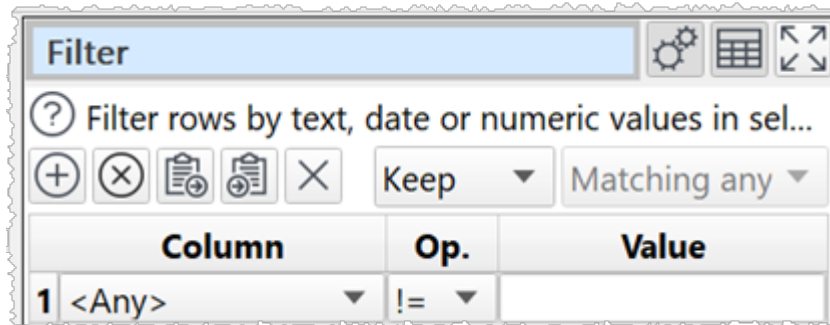 Filter
Filter rows by text, date or numeric values in sel...
Keep Matching any
Column Op. Value
1 <Any> !=